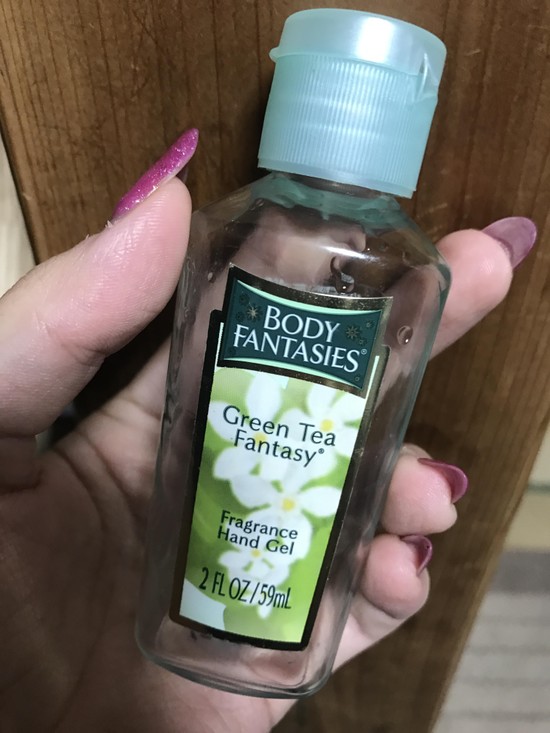 BODY
FANTASIES®
Green Tea
Fantasy®
Fragrance
Hand Gel
2 FL OZ/59mL